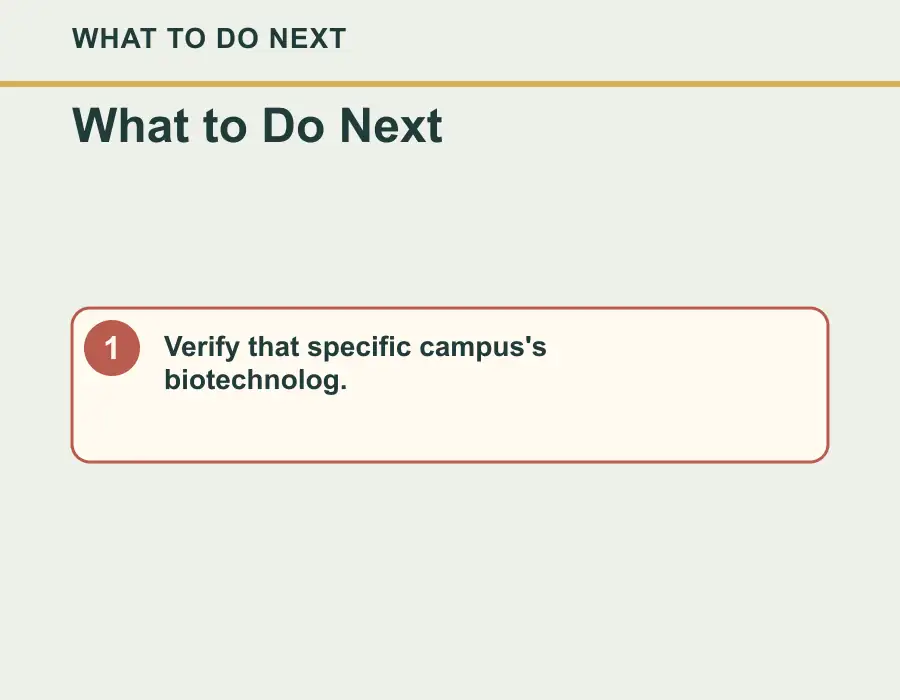 WHAT TO DO NEXT
What to Do Next
1
Verify that specific campus's
biotechnolog.